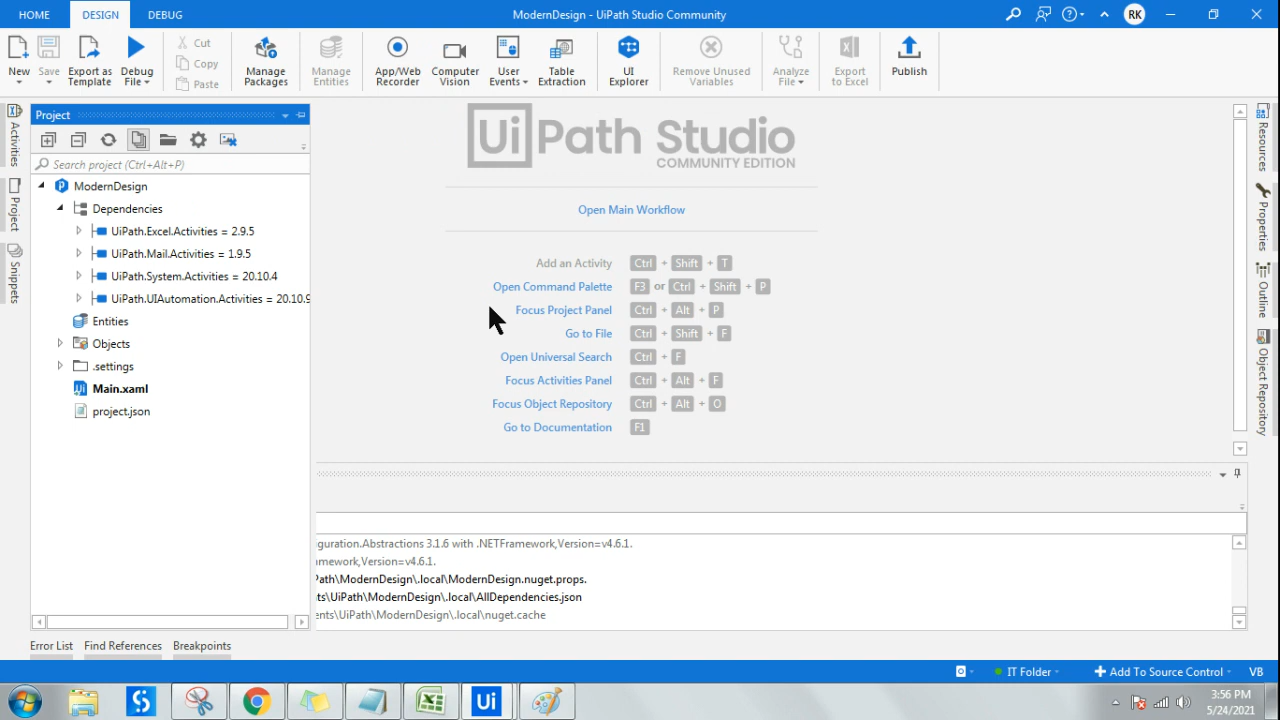 HOME
DESIGN
DEBUG
ModernDesign - UiPath Studio Community
RK
New
Save
Export as Template
Debug File
Cut
Copy
Paste
Manage Packages
Manage Entities
App/Web Recorder
Computer Vision
User Events
Table Extraction
UI Explorer
Remove Unused Variables
Analyze File
Export to Excel
Publish
Activities
Project
Snippets
Project
Search project (Ctrl+Alt+P)
ModernDesign
Dependencies
UiPath.Excel.Activities = 2.9.5
UiPath.Mail.Activities = 1.9.5
UiPath.System.Activities = 20.10.4
UiPath.UIAutomation.Activities = 20.10.9
Entities
Objects
.settings
Main.xaml
project.json
UiPath Studio
COMMUNITY EDITION
Open Main Workflow
Add an Activity Ctrl + Shift + T
Open Command Palette F3 or Ctrl + Shift + P
Focus Project Panel Ctrl + Alt + P
Go to File Ctrl + Shift + F
Open Universal Search Ctrl + F
Focus Activities Panel Ctrl + Alt + F
Focus Object Repository Ctrl + Alt + O
Go to Documentation F1
Resources
Properties
Outline
Object Repository
iguration.Abstractions 3.1.6 with .NETFramework,Version=v4.6.1.
mework,Version=v4.6.1.
Path\ModernDesign\.local\ModernDesign.nuget.props.
ts\UiPath\ModernDesign\.local\AllDependencies.json
ents\UiPath\ModernDesign\.local\nuget.cache
Error List
Find References
Breakpoints
IT Folder
Add To Source Control
VB
Ui
3:56 PM
5/24/2021